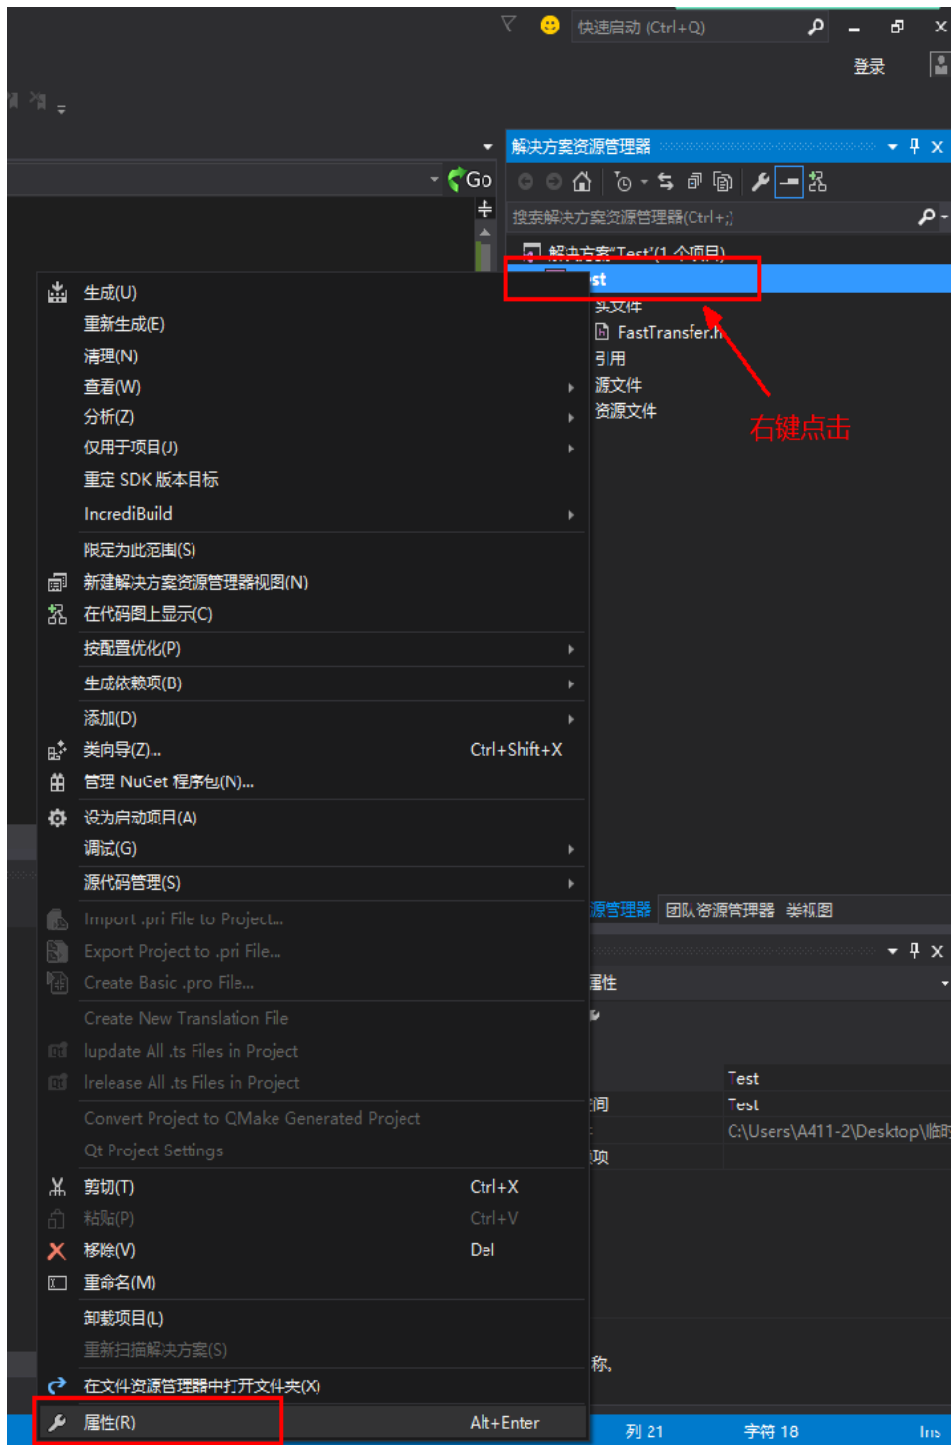 快速启动 (Ctrl+Q)
登录
解决方案资源管理器
Go
搜索解决方案资源管理器(Ctrl+;)
解决方案"Test"(1 个项目)
st
FastTransfer.h
引用
源文件
资源文件
右键点击
生成(U)
重新生成(E)
清理(N)
查看(W)
分析(Z)
仅用于项目(J)
重定 SDK 版本目标
IncrediBuild
限定为此范围(S)
新建解决方案资源管理器视图(N)
在代码图上显示(C)
按配置优化(P)
生成依赖项(B)
添加(D)
类向导(Z)... Ctrl+Shift+X
管理 NuGet 程序包(N)...
设为启动项目(A)
调试(G)
源代码管理(S)
Import .pri File to Project...
Export Project to .pri File...
Create Basic .pro File...
Create New Translation File
lupdate All .ts Files in Project
lrelease All .ts Files in Project
Convert Project to QMake Generated Project
Qt Project Settings
剪切(T) Ctrl+X
粘贴(P) Ctrl+V
移除(V) Del
重命名(M)
卸载项目(L)
重新扫描解决方案(S)
在文件资源管理器中打开文件夹(X)
属性(R) Alt+Enter
源管理器 团队资源管理器 类视图
属性
Test
间 Test
C:\Users\A411-2\Desktop\临时
项
称。
列 21 字符 18 Ins